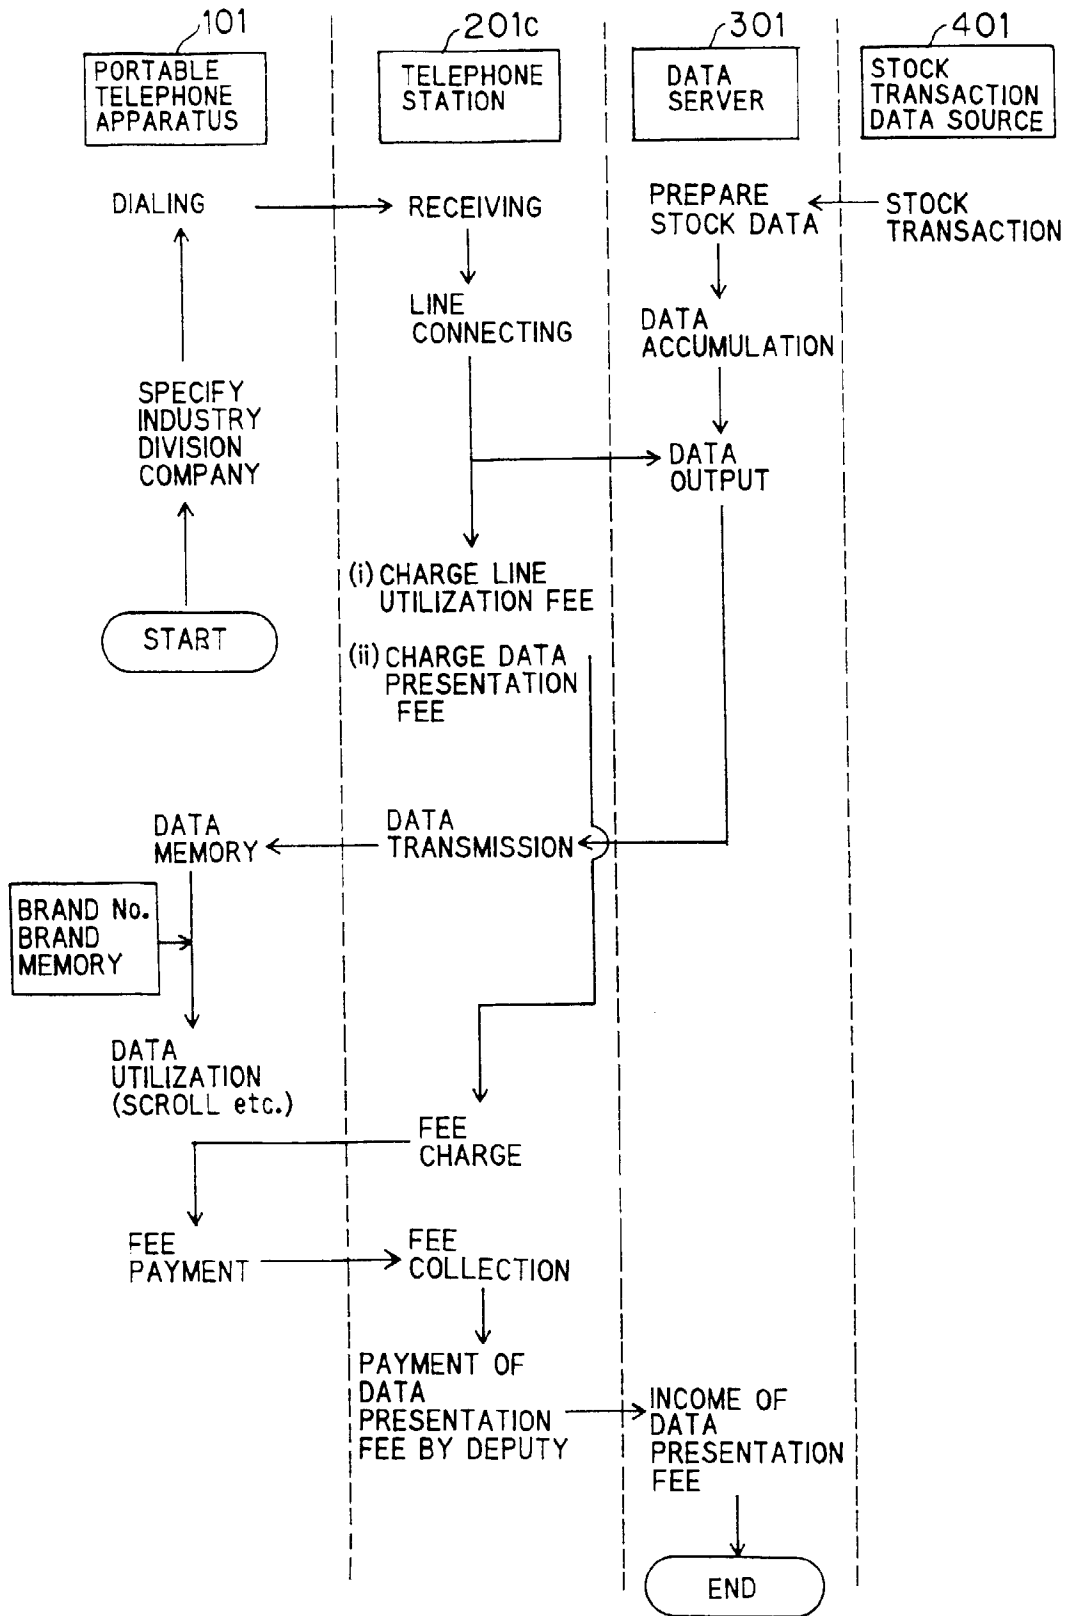 101
PORTABLE
TELEPHONE
APPARATUS
201c
TELEPHONE
STATION
301
DATA
SERVER
401
STOCK
TRANSACTION
DATA SOURCE
DIALING
RECEIVING
PREPARE
STOCK DATA
STOCK
TRANSACTION
LINE
CONNECTING
DATA
ACCUMULATION
SPECIFY
INDUSTRY
DIVISION
COMPANY
DATA
OUTPUT
START
(i) CHARGE LINE
UTILIZATION FEE
(ii) CHARGE DATA
PRESENTATION
FEE
DATA
MEMORY
DATA
TRANSMISSION
BRAND No.
BRAND
MEMORY
DATA
UTILIZATION
(SCROLL etc.)
FEE
CHARGE
FEE
PAYMENT
FEE
COLLECTION
PAYMENT OF
DATA
PRESENTATION
FEE BY DEPUTY
INCOME OF
DATA
PRESENTATION
FEE
END